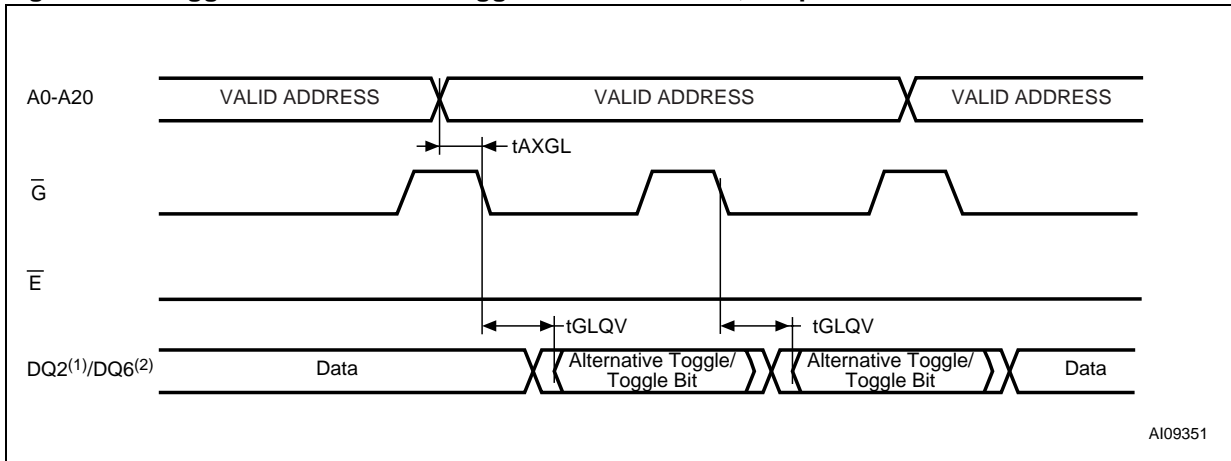 A0-A20 VALID ADDRESS VALID ADDRESS VALID ADDRESS
tAXGL
G̅
E̅
tGLQV tGLQV
DQ2(1)/DQ6(2) Data Alternative Toggle/ Toggle Bit Alternative Toggle/ Toggle Bit Data
AI09351